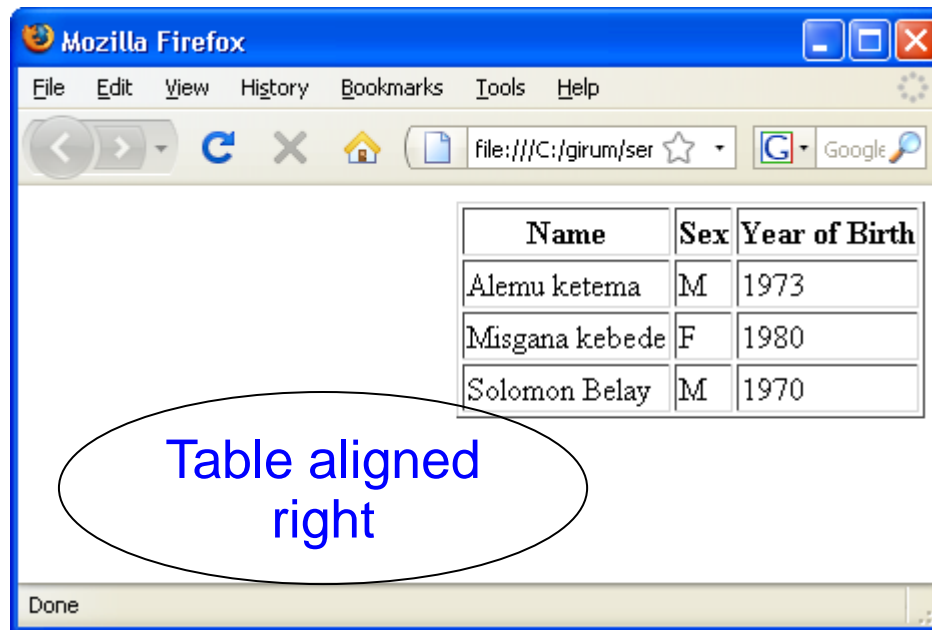 Mozilla Firefox
File Edit View History Bookmarks Tools Help
file:///C:/girum/ser G Google
Name Sex Year of Birth
Alemu ketema M 1973
Misgana kebede F 1980
Solomon Belay M 1970
Table aligned
right
Done